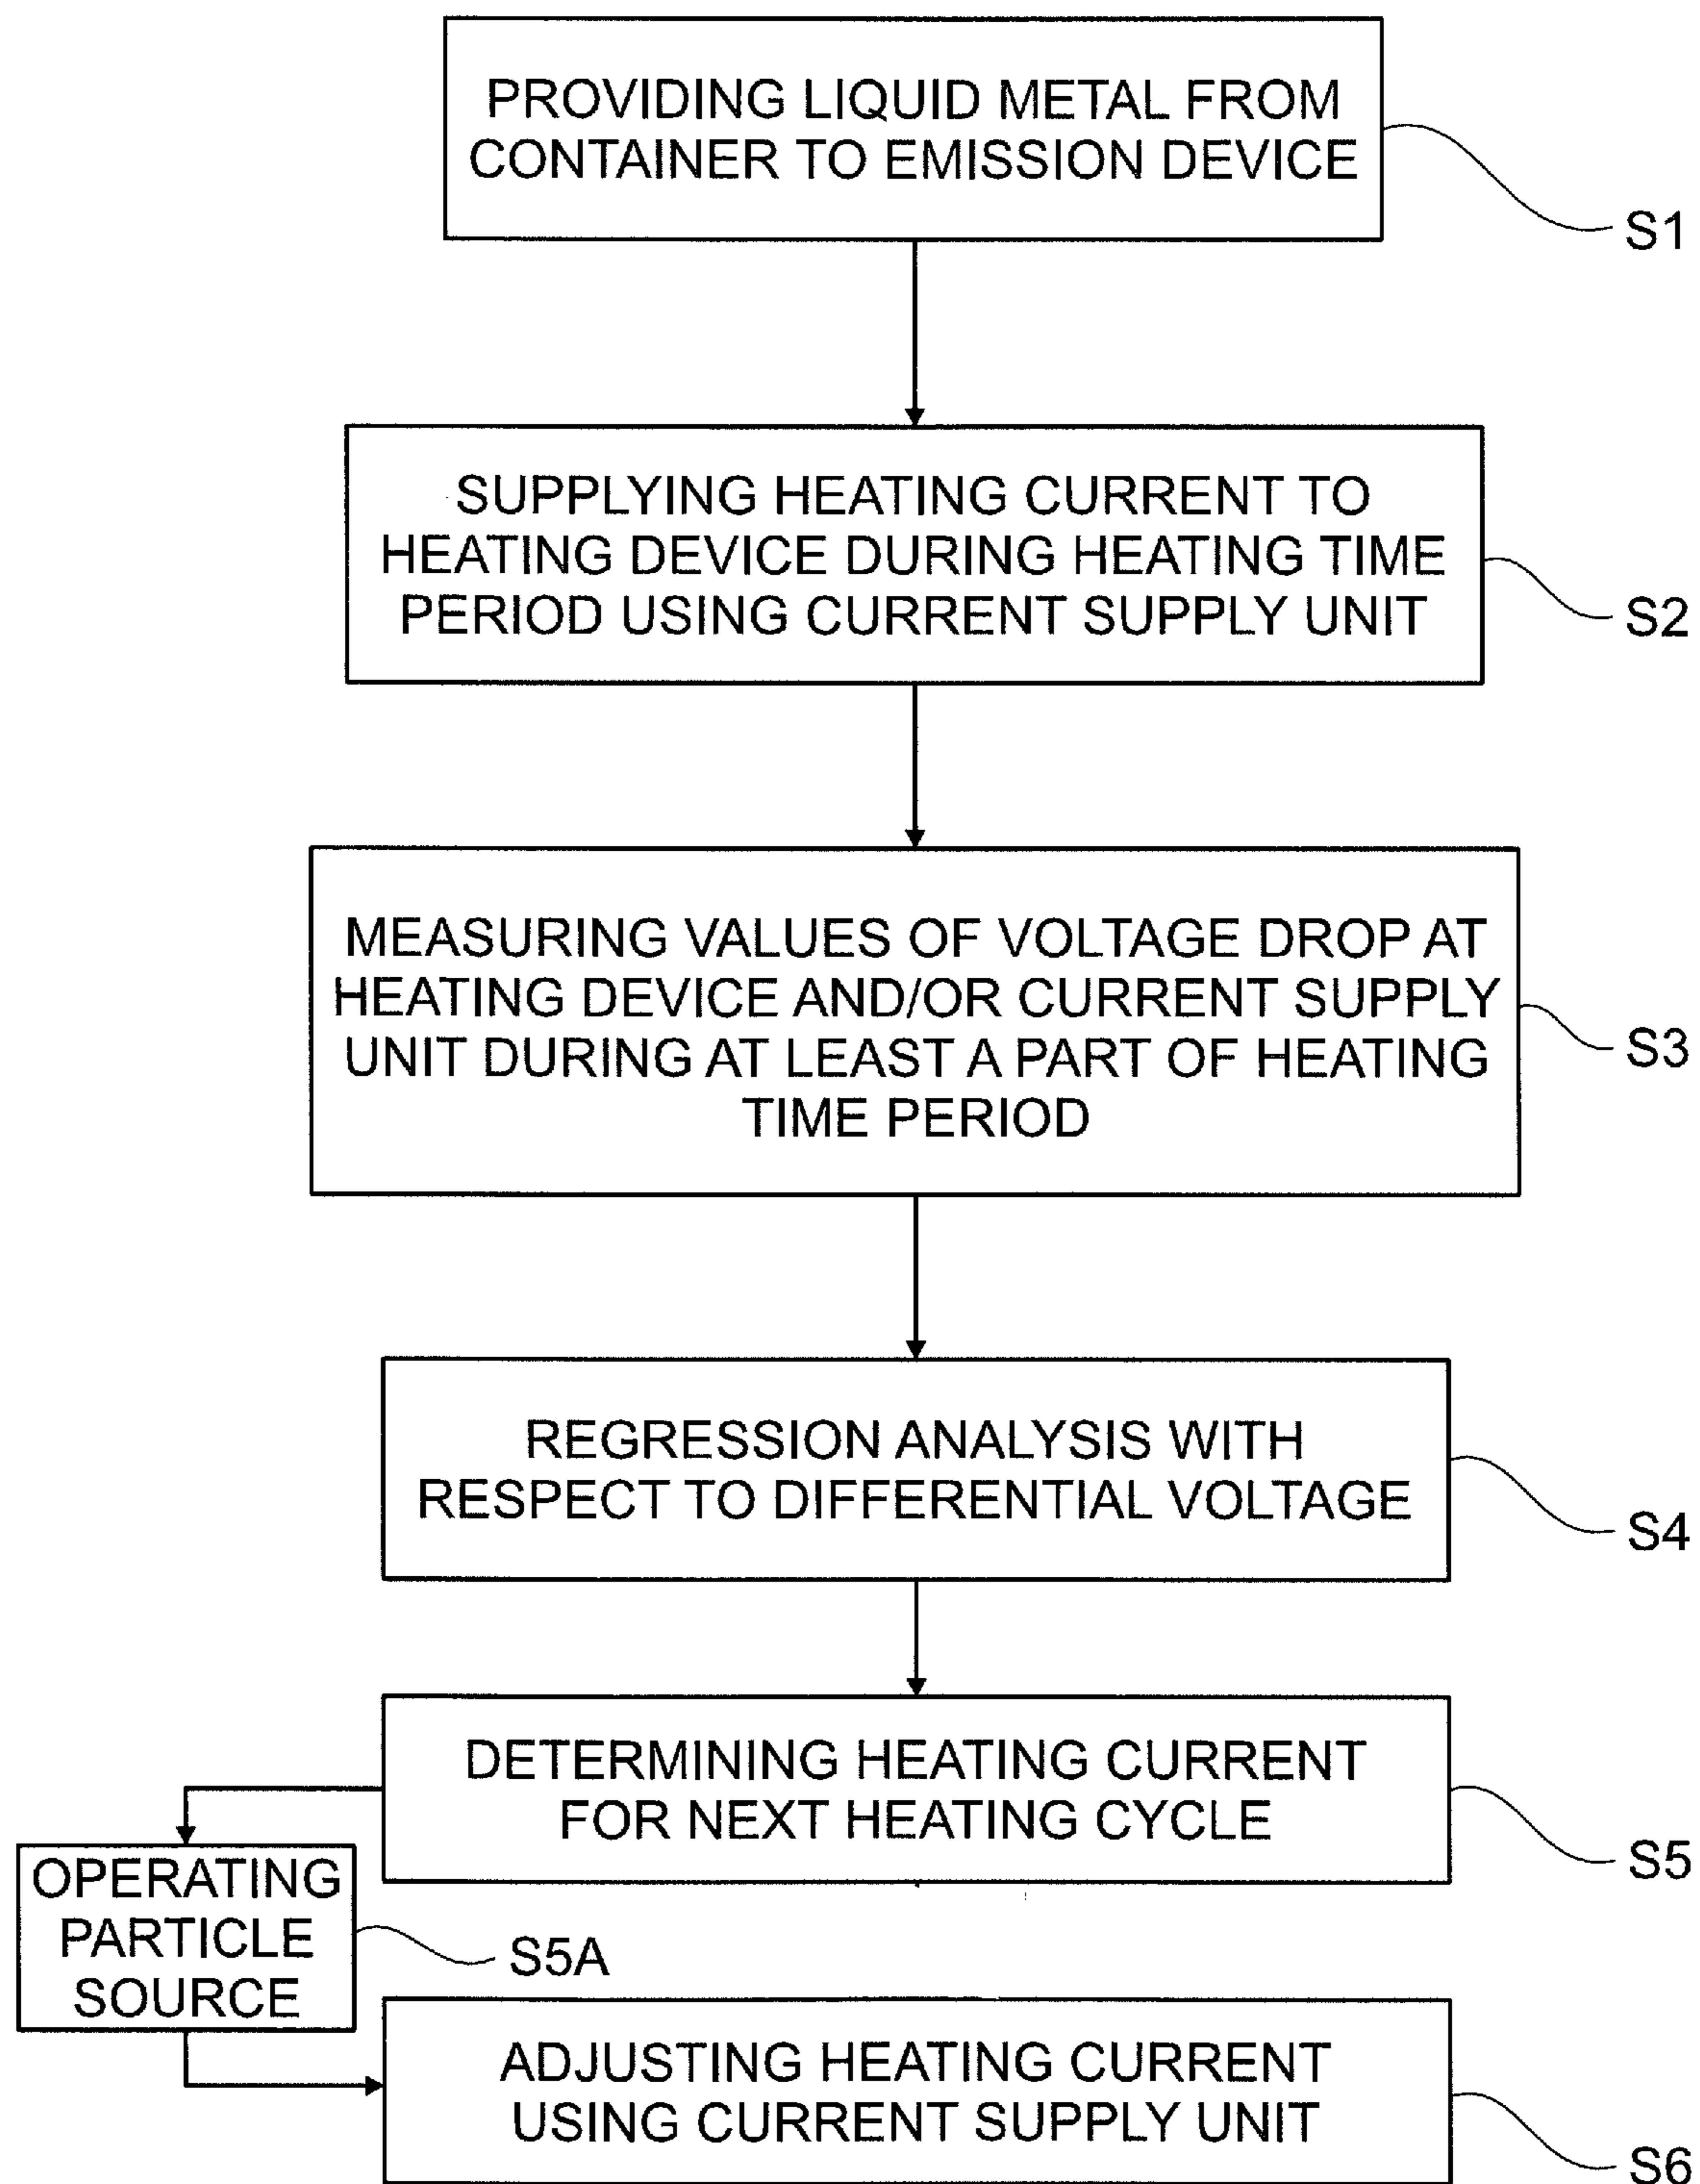 PROVIDING LIQUID METAL FROM
CONTAINER TO EMISSION DEVICE
S1
SUPPLYING HEATING CURRENT TO
HEATING DEVICE DURING HEATING TIME
PERIOD USING CURRENT SUPPLY UNIT
S2
MEASURING VALUES OF VOLTAGE DROP AT
HEATING DEVICE AND/OR CURRENT SUPPLY
UNIT DURING AT LEAST A PART OF HEATING
TIME PERIOD
S3
REGRESSION ANALYSIS WITH
RESPECT TO DIFFERENTIAL VOLTAGE
S4
DETERMINING HEATING CURRENT
FOR NEXT HEATING CYCLE
S5
OPERATING
PARTICLE
SOURCE
S5A
ADJUSTING HEATING CURRENT
USING CURRENT SUPPLY UNIT
S6